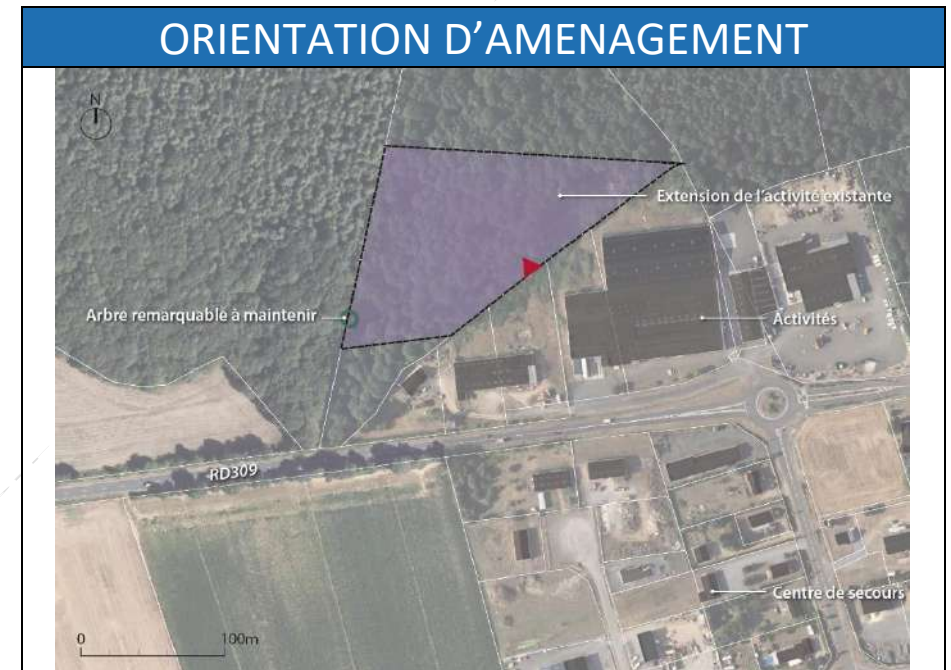 ORIENTATION D'AMENAGEMENT
N
Extension de l'activité existante
Arbre remarquable à maintenir
Activités
RD309
Centre de secours
0 100m